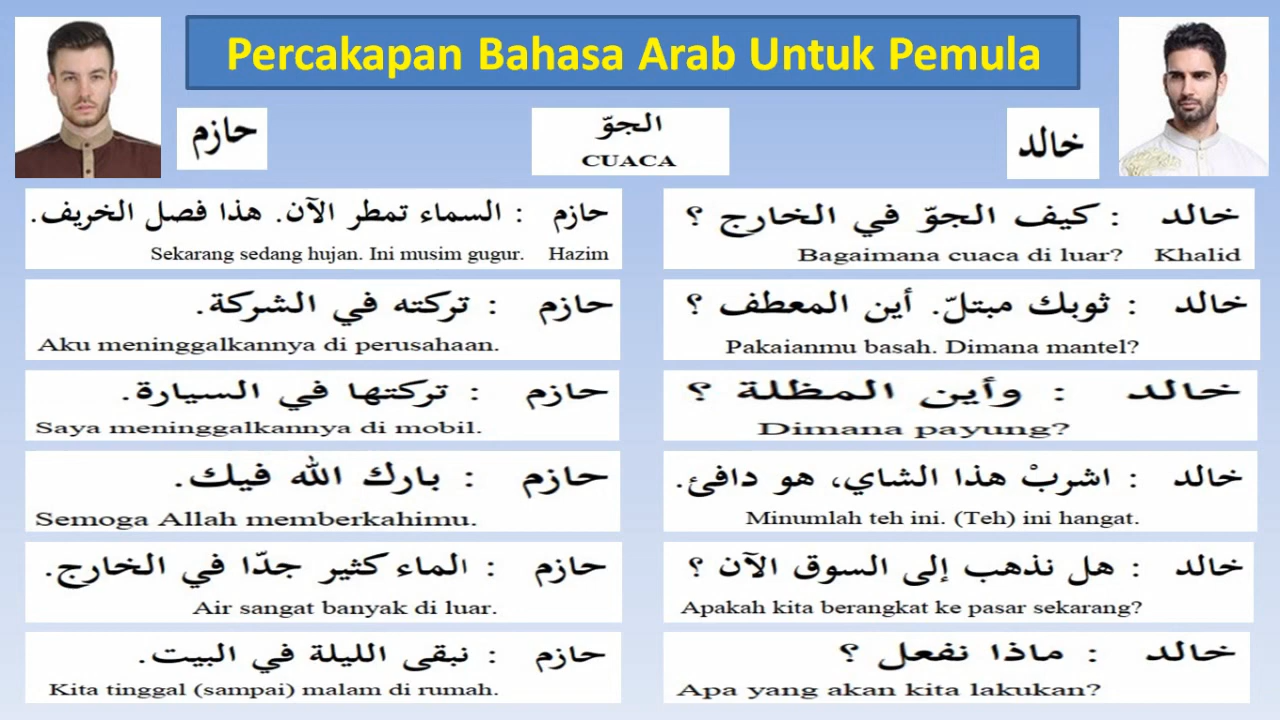 Percakapan Bahasa Arab Untuk Pemula
حازم
الجوّ
CUACA
خالد
خالد : كيف الجوّ في الخارج ؟
Bagaimana cuaca di luar? Khalid
حازم : السماء تمطر الآن. هذا فصل الخريف.
Sekarang sedang hujan. Ini musim gugur. Hazim
خالد : ثوبك مبتلّ. أين المعطف ؟
Pakaianmu basah. Dimana mantel?
حازم : تركته في الشركة.
Aku meninggalkannya di perusahaan.
خالد : وأين المظلة ؟
Dimana payung?
حازم : تركتها في السيارة.
Saya meninggalkannya di mobil.
خالد : اشربْ هذا الشاي، هو دافئ.
Minumlah teh ini. (Teh) ini hangat.
حازم : بارك الله فيك.
Semoga Allah memberkahimu.
خالد : هل نذهب إلى السوق الآن ؟
Apakah kita berangkat ke pasar sekarang?
حازم : الماء كثير جدّا في الخارج.
Air sangat banyak di luar.
خالد : ماذا نفعل ؟
Apa yang akan kita lakukan?
حازم : نبقى الليلة في البيت.
Kita tinggal (sampai) malam di rumah.